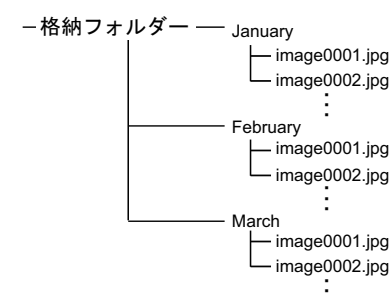 格納フォルダー
January
image0001.jpg
image0002.jpg
February
image0001.jpg
image0002.jpg
March
image0001.jpg
image0002.jpg